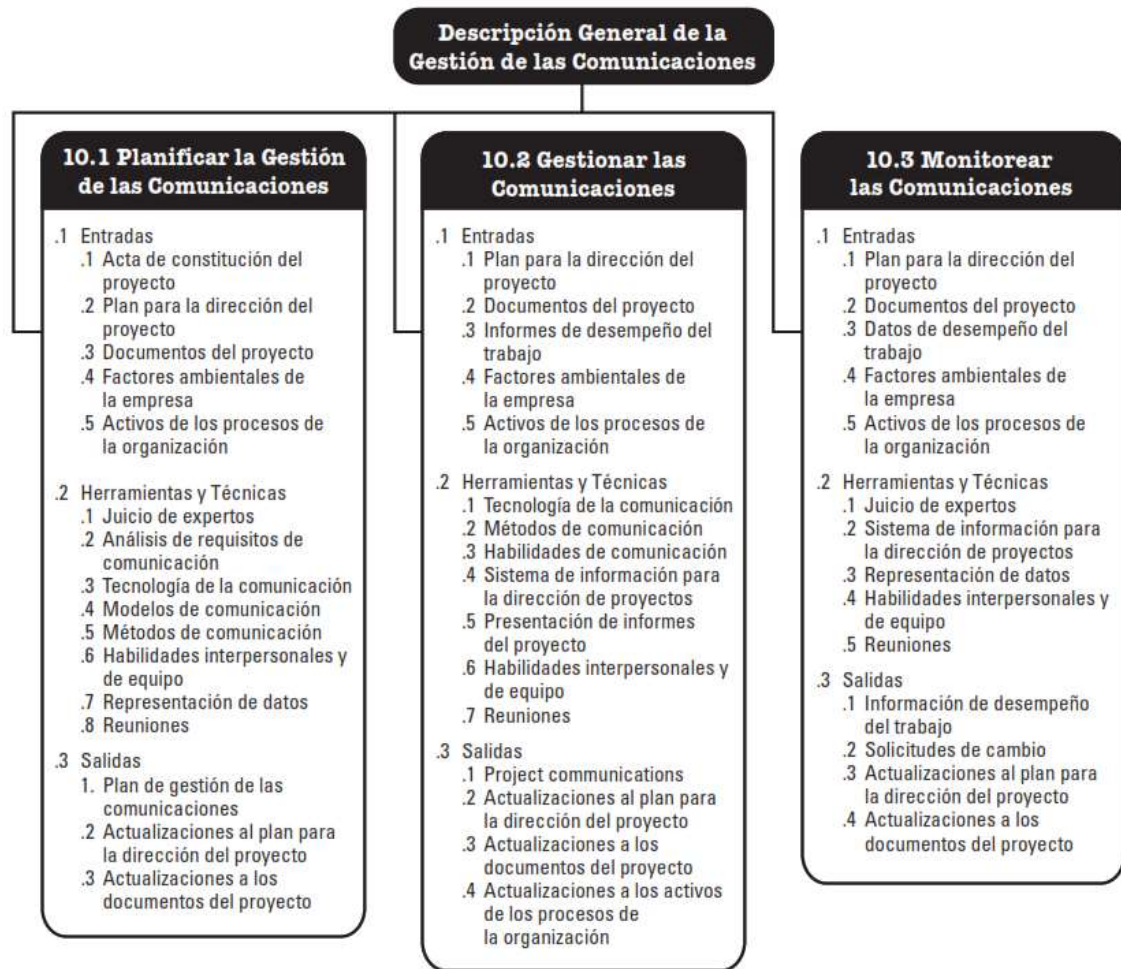 Descripción General de la
Gestión de las Comunicaciones
10.1 Planificar la Gestión
de las Comunicaciones
.1 Entradas
.1 Acta de constitución del
proyecto
.2 Plan para la dirección del
proyecto
.3 Documentos del proyecto
.4 Factores ambientales de
la empresa
.5 Activos de los procesos de
la organización
.2 Herramientas y Técnicas
.1 Juicio de expertos
.2 Análisis de requisitos de
comunicación
.3 Tecnología de la comunicación
.4 Modelos de comunicación
.5 Métodos de comunicación
.6 Habilidades interpersonales y
de equipo
.7 Representación de datos
.8 Reuniones
.3 Salidas
1. Plan de gestión de las
comunicaciones
.2 Actualizaciones al plan para
la dirección del proyecto
.3 Actualizaciones a los
documentos del proyecto
10.2 Gestionar las
Comunicaciones
.1 Entradas
.1 Plan para la dirección del
proyecto
.2 Documentos del proyecto
.3 Informes de desempeño del
trabajo
.4 Factores ambientales de
la empresa
.5 Activos de los procesos de
la organización
.2 Herramientas y Técnicas
.1 Tecnología de la comunicación
.2 Métodos de comunicación
.3 Habilidades de comunicación
.4 Sistema de información para
la dirección de proyectos
.5 Presentación de informes
del proyecto
.6 Habilidades interpersonales y
de equipo
.7 Reuniones
.3 Salidas
.1 Project communications
.2 Actualizaciones al plan para
la dirección del proyecto
.3 Actualizaciones a los
documentos del proyecto
.4 Actualizaciones a los activos
de los procesos de
la organización
10.3 Monitorear
las Comunicaciones
.1 Entradas
.1 Plan para la dirección del
proyecto
.2 Documentos del proyecto
.3 Datos de desempeño del
trabajo
.4 Factores ambientales de
la empresa
.5 Activos de los procesos de
la organización
.2 Herramientas y Técnicas
.1 Juicio de expertos
.2 Sistema de información para
la dirección de proyectos
.3 Representación de datos
.4 Habilidades interpersonales y
de equipo
.5 Reuniones
.3 Salidas
.1 Información de desempeño
del trabajo
.2 Solicitudes de cambio
.3 Actualizaciones al plan para
la dirección del proyecto
.4 Actualizaciones a los
documentos del proyecto